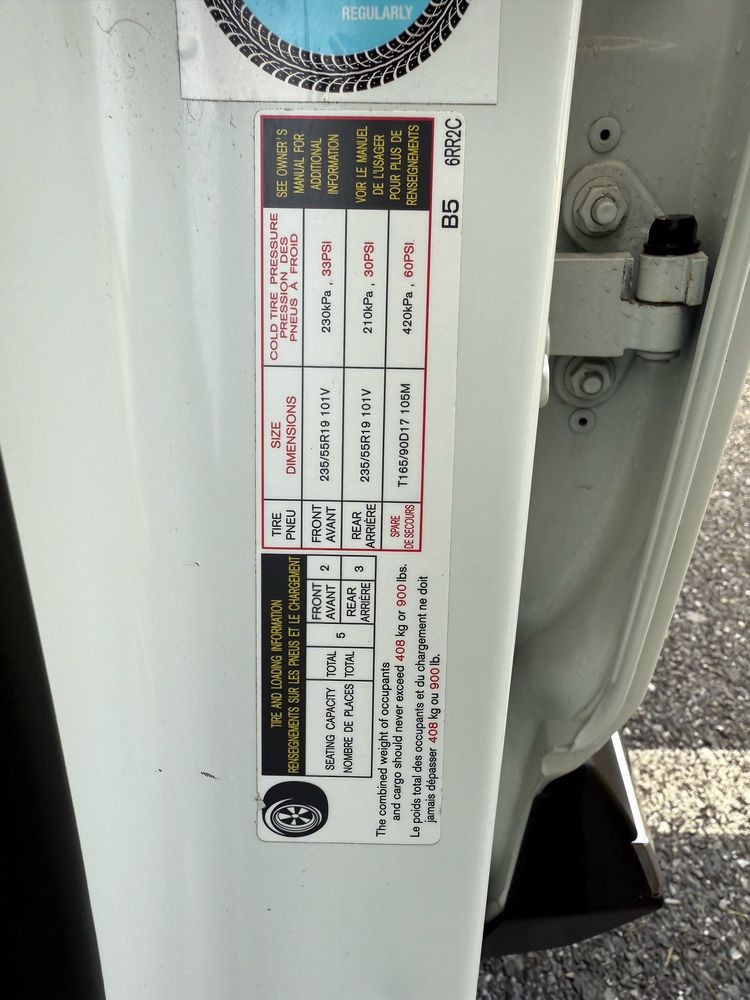 REGULARLY
TIRE AND LOADING INFORMATION
RENSEIGNEMENTS SUR LES PNEUS ET LE CHARGEMENT
SEATING CAPACITY TOTAL 5 FRONT 2
NOMBRE DE PLACES TOTAL AVANT
REAR 3
ARRIÈRE
The combined weight of occupants
and cargo should never exceed 408 kg or 900 lbs.
Le poids total des occupants et du chargement ne doit
jamais dépasser 408 kg ou 900 lb.
TIRE
PNEU
SIZE
DIMENSIONS
COLD TIRE PRESSURE
PRESSION DES
PNEUS À FROID
FRONT
AVANT
235/55R19 101V
230kPa , 33PSI
REAR
ARRIÈRE
235/55R19 101V
210kPa , 30PSI
SPARE
DE SECOURS
T165/90D17 105M
420kPa , 60PSI
SEE OWNER'S
MANUAL FOR
ADDITIONAL
INFORMATION
VOIR LE MANUEL
DE L'USAGER
POUR PLUS DE
RENSEIGNEMENTS
B5 6RR2C